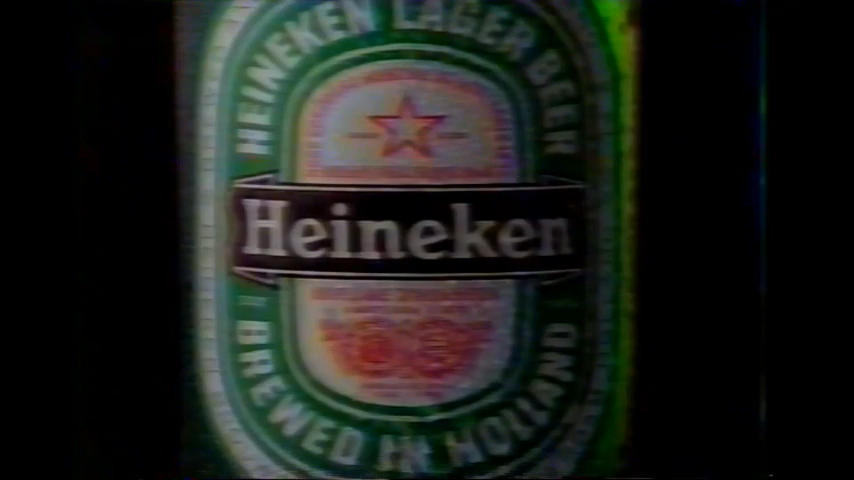 HEINEKEN LAGER BEER
Heineken
BREWED IN HOLLAND